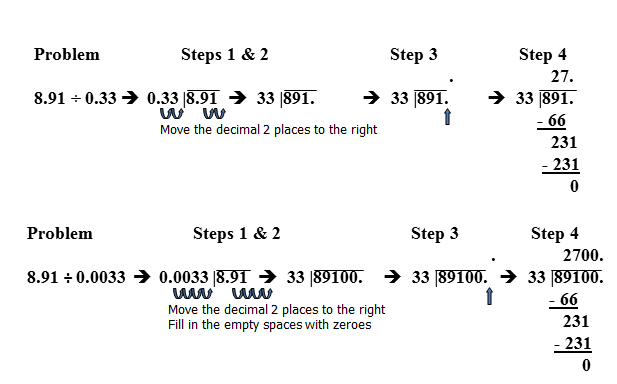 Problem Steps 1 & 2 Step 3 Step 4
. 27.
8.91 ÷ 0.33 ➔ 0.33 |8.91 ➔ 33 |891. ➔ 33 |891. ➔ 33 |891.
Move the decimal 2 places to the right
- 66
231
- 231
0
Problem Steps 1 & 2 Step 3 Step 4
. 2700.
8.91 ÷ 0.0033 ➔ 0.0033 |8.91 ➔ 33 |89100. ➔ 33 |89100. ➔ 33 |89100.
Move the decimal 2 places to the right
- 66
Fill in the empty spaces with zeroes
231
- 231
0